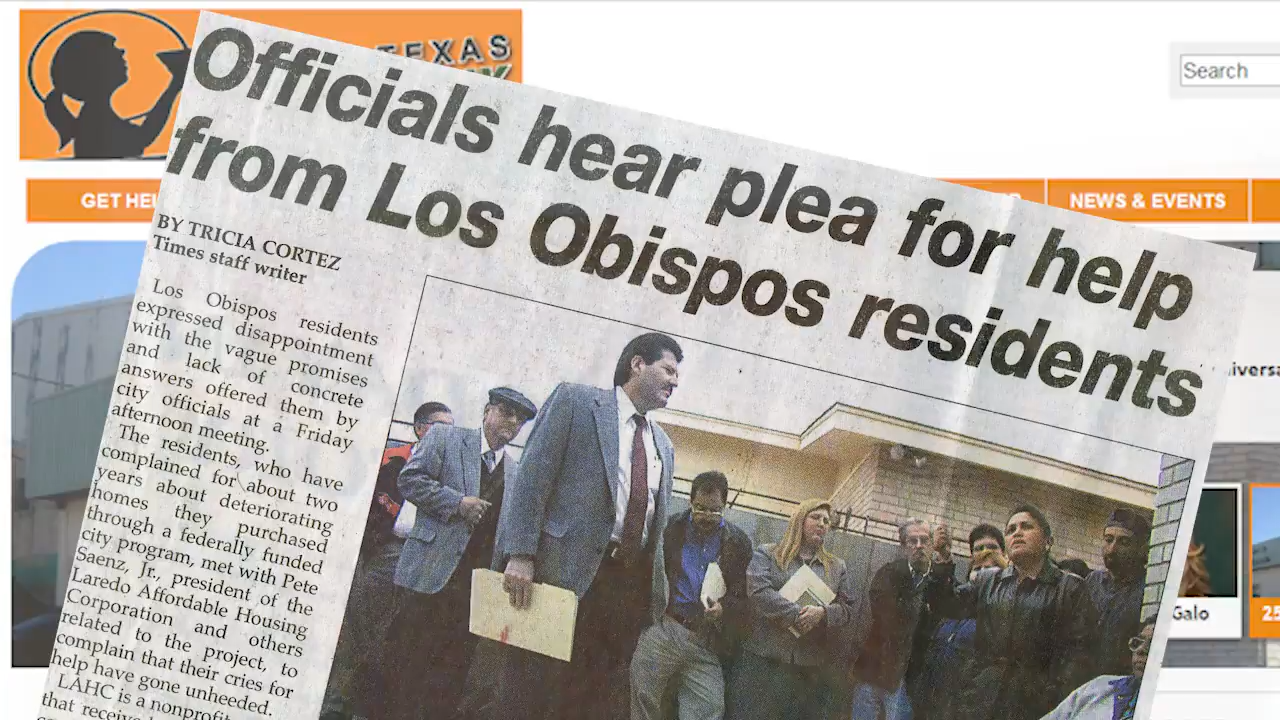 TEXAS
Search
GET
NEWS & EVENTS
Officials hear plea for help
from Los Obispos residents
BY TRICIA CORTEZ
Times staff writer
Los Obispos residents
expressed disappointment
with the vague promises
and lack of concrete
answers offered them by
city officials at a Friday
afternoon meeting.
The residents, who have
complained for about two
years about deteriorating
homes they purchased
through a federally funded
city program, met with Pete
Saenz, Jr., president of the
Laredo Affordable Housing
Corporation and others
related to the project, to
complain that their cries for
help have gone unheeded.
LAHC is a nonprofit
that
Galo
25